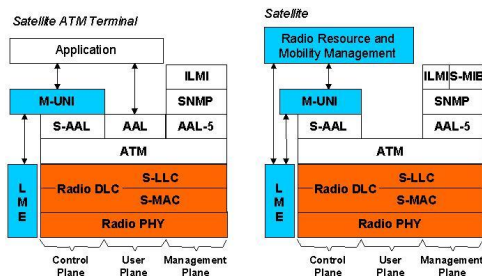 Satellite ATM Terminal
Application
ILMI
M-UNI
SNMP
S-AAL
AAL
AAL-5
ATM
L
M
E
Radio DLC
S-LLC
S-MAC
Radio PHY
Control
Plane
User
Plane
Management
Plane
Satellite
Radio Resource and
Mobility Management
ILMI
S-MIB
M-UNI
SNMP
S-AAL
AAL-5
ATM
L
M
E
Radio DLC
S-LLC
S-MAC
Radio PHY
Control
Plane
User
Plane
Management
Plane